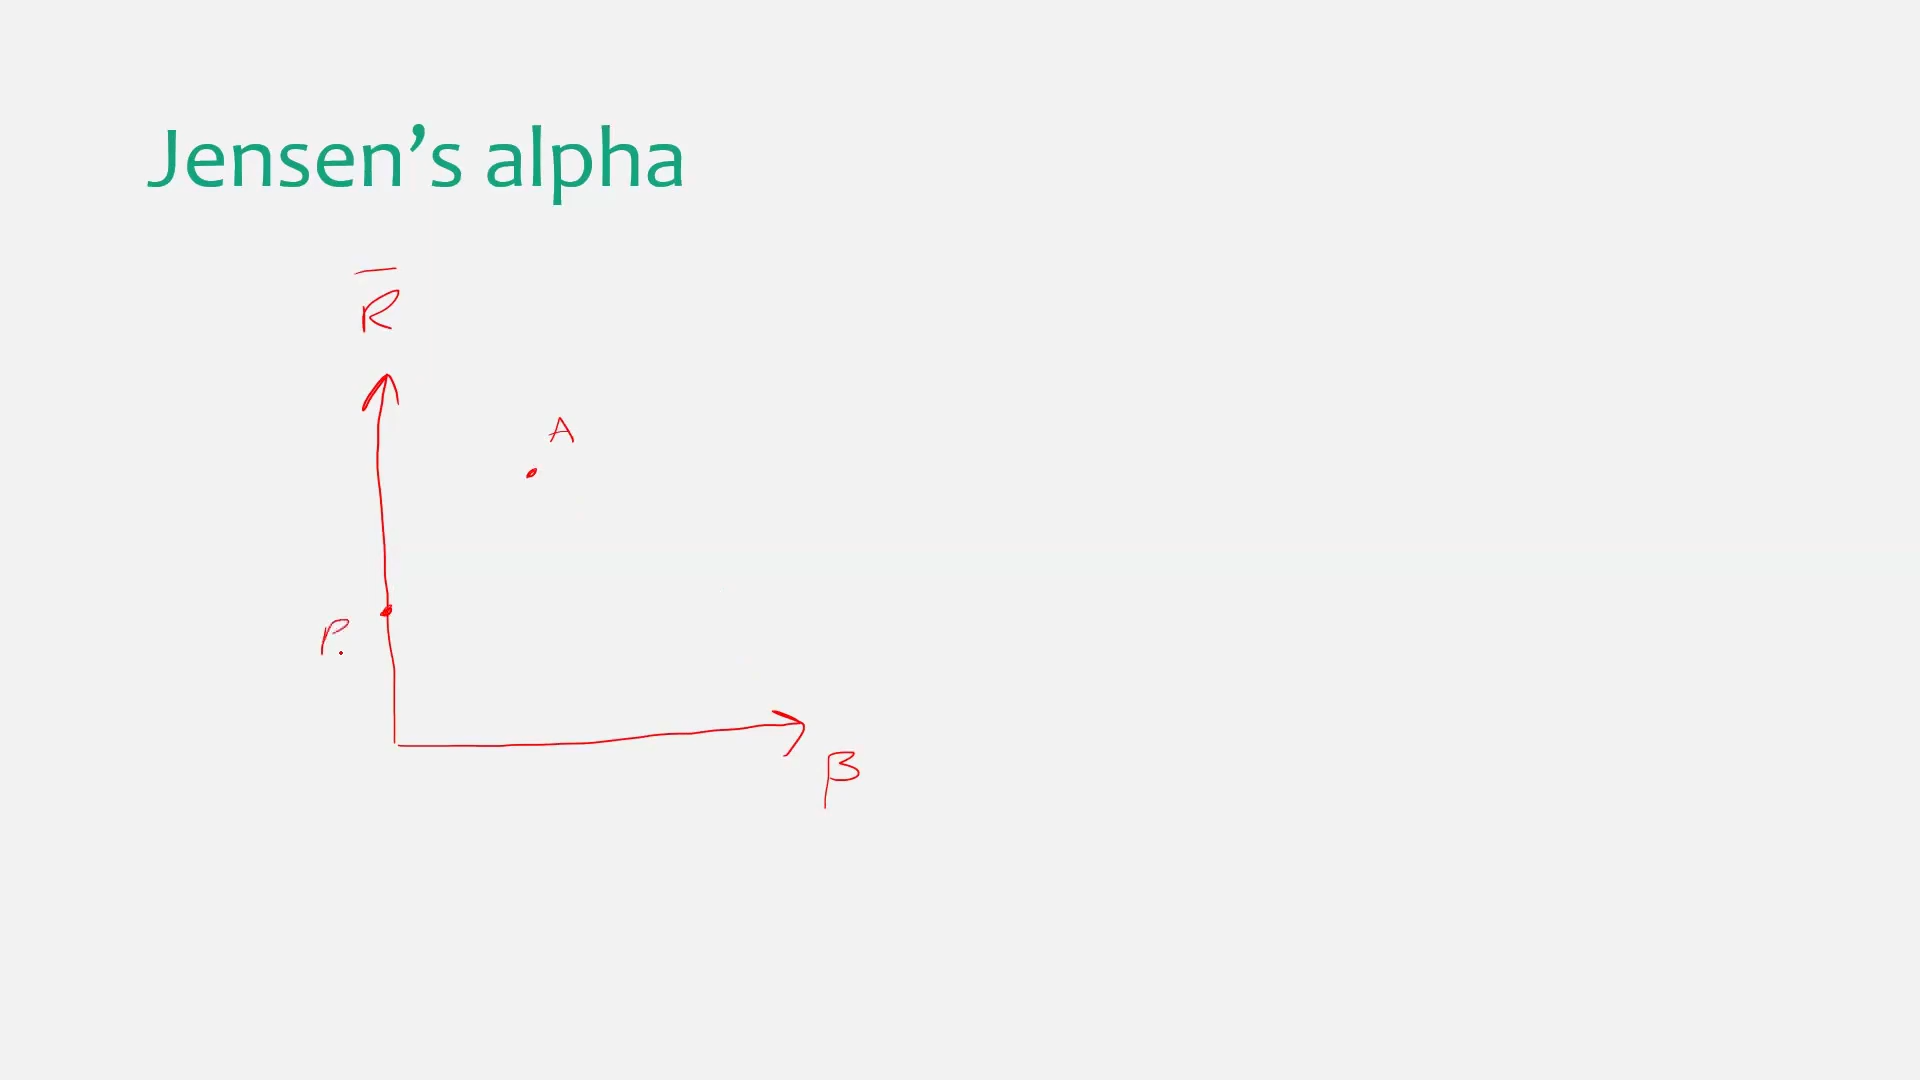 Jensen’s alpha
R̅
A
P.
β